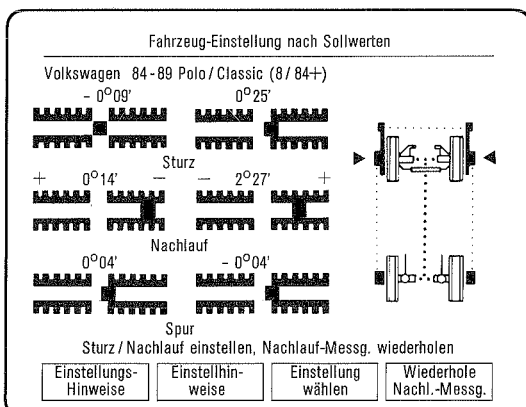 Fahrzeug-Einstellung nach Sollwerten
Volkswagen 84-89 Polo/Classic (8/84+)
- 0°09' 0°25'
Sturz
+ 0°14' - - 2°27' +
Nachlauf
0°04' - 0°04'
Spur
Sturz/Nachlauf einstellen, Nachlauf-Messg. wiederholen
Einstellungs-
Hinweise
Einstellhin-
weise
Einstellung
wählen
Wiederhole
Nachl.-Messg.